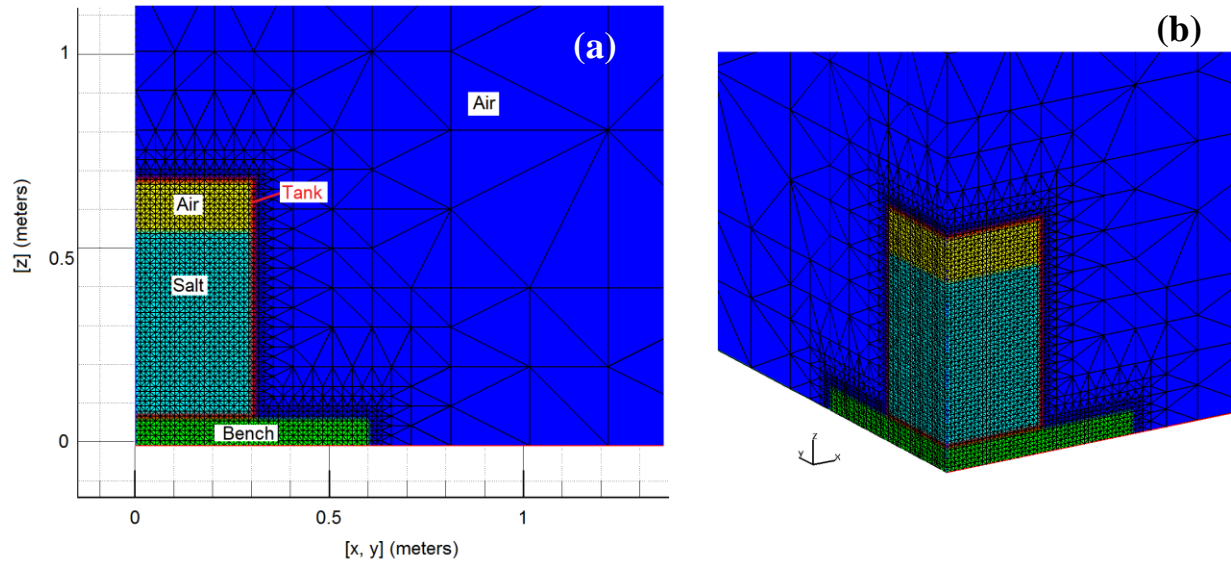 (a)
1
Air
Tank
Air
0.5
[z] (meters)
Salt
0
Bench
0
0.5
1
[x, y] (meters)
(b)
z
y
x